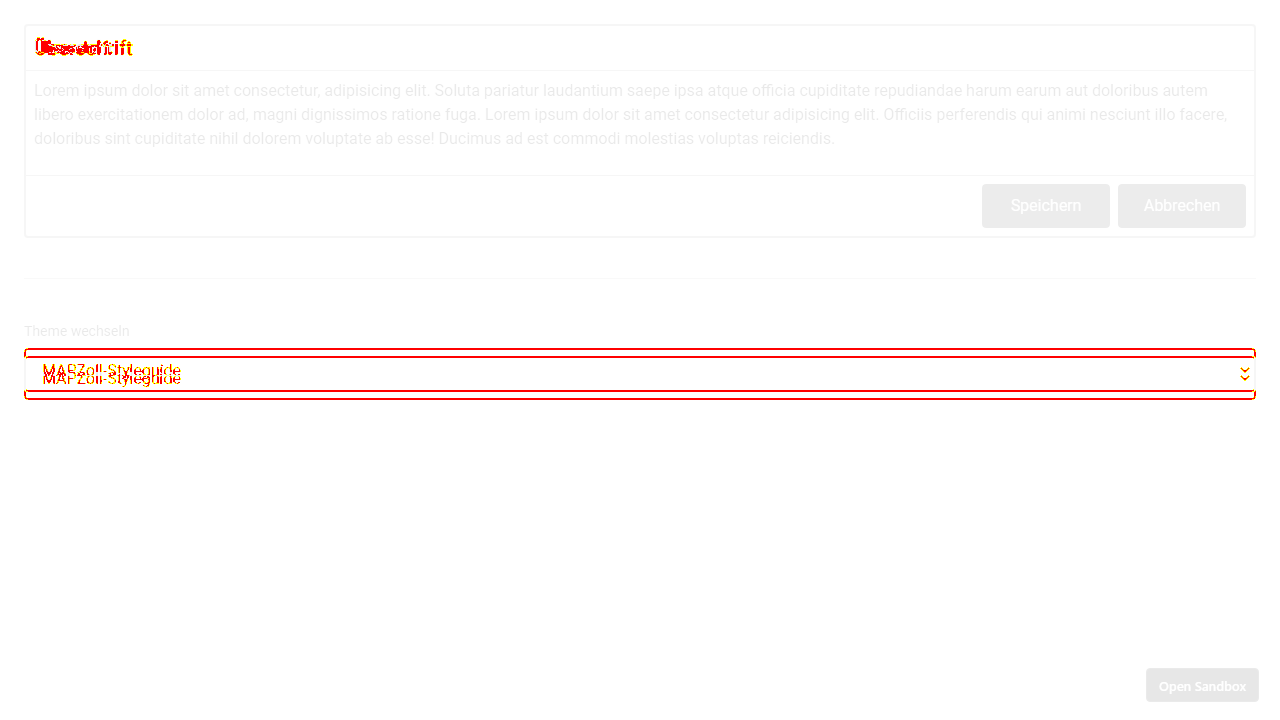 Lorem ipsum dolor sit amet consectetur, adipisicing elit. Soluta pariatur laudantium saepe ipsa atque officia cupiditate repudiandae harum earum aut doloribus autem
libero exercitationem dolor ad, magni dignissimos ratione fuga. Lorem ipsum dolor sit amet consectetur adipisicing elit. Officiis perferendis qui animi nesciunt illo facere,
doloribus sint cupiditate nihil dolorem voluptate ab esse! Ducimus ad est commodi molestias voluptas reiciendis.
Speichern Abbrechen
Theme wechseln
MAPZoll-Styleguide
MAPZoll-Styleguide
Open Sandbox